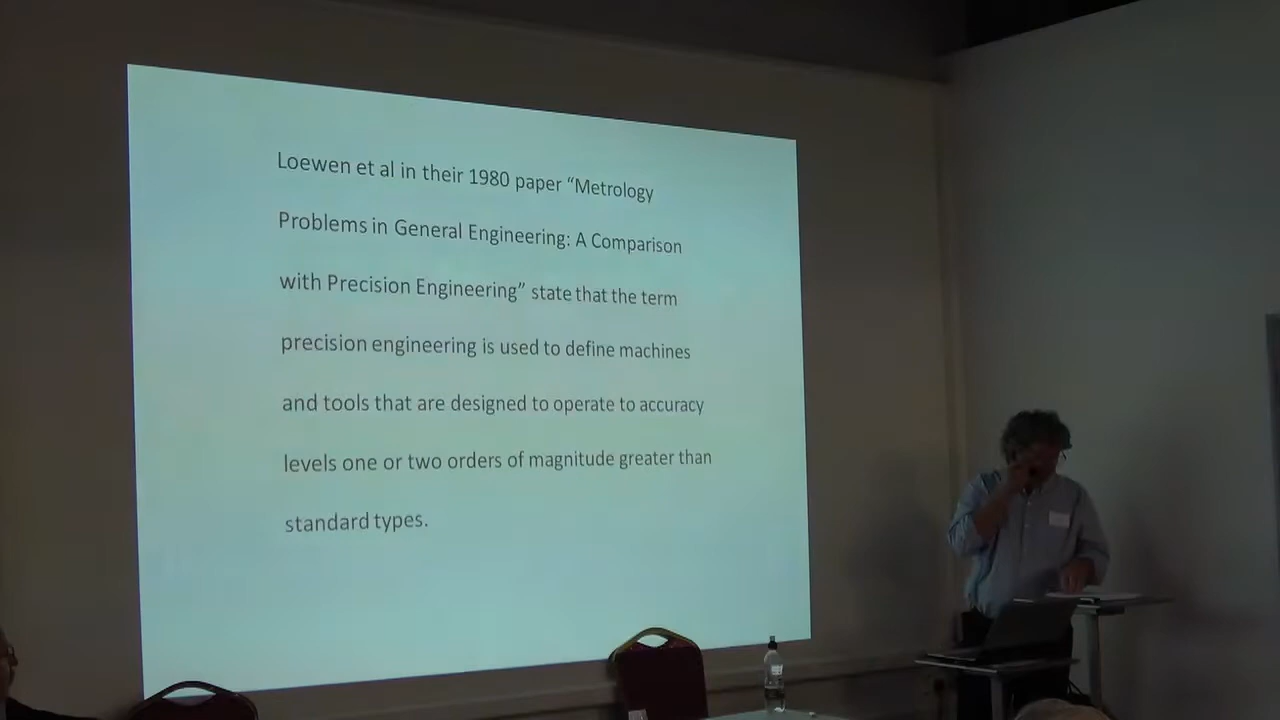 Loewen et al in their 1980 paper “Metrology
Problems in General Engineering: A Comparison
with Precision Engineering” state that the term
precision engineering is used to define machines
and tools that are designed to operate to accuracy
levels one or two orders of magnitude greater than
standard types.